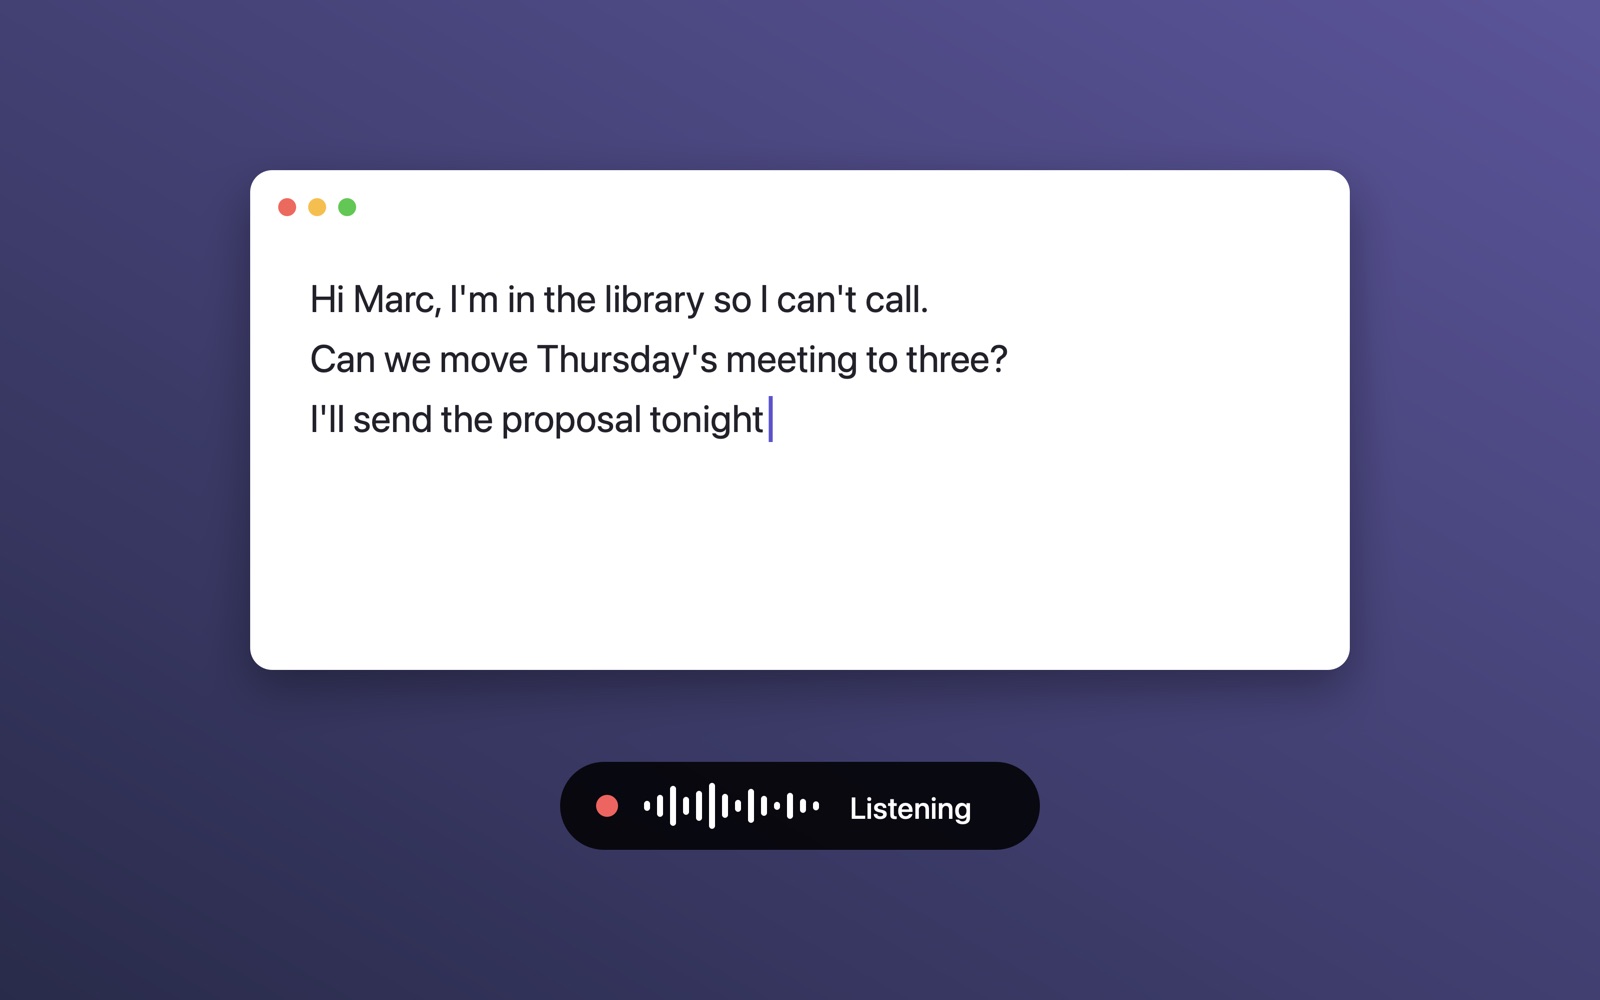 Hi Marc, I'm in the library so I can't call.
Can we move Thursday's meeting to three?
I'll send the proposal tonight
Listening